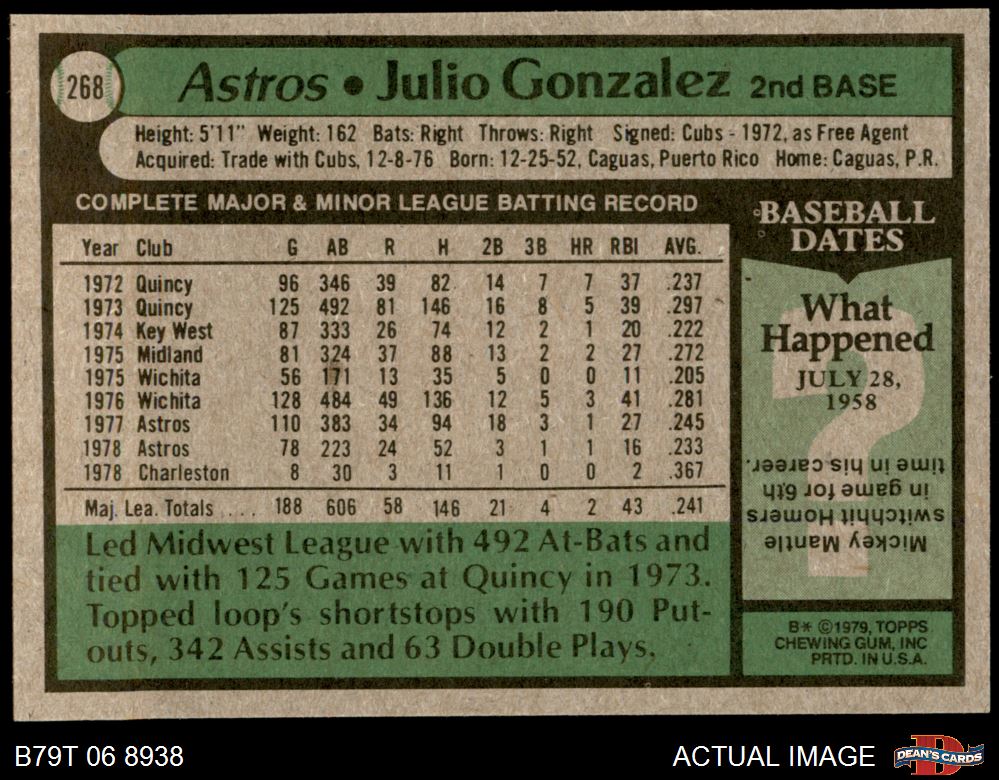 268
Astros • Julio Gonzalez 2nd BASE
Height: 5'11" Weight: 162 Bats: Right Throws: Right Signed: Cubs - 1972, as Free Agent
Acquired: Trade with Cubs, 12-8-76 Born: 12-25-52, Caguas, Puerto Rico Home: Caguas, P.R.
COMPLETE MAJOR & MINOR LEAGUE BATTING RECORD
Year Club G AB R H 2B 3B HR RBI AVG.
1972 Quincy 96 346 39 82 14 7 7 37 .237
1973 Quincy 125 492 81 146 16 8 5 39 .297
1974 Key West 87 333 26 74 12 2 1 20 .222
1975 Midland 81 324 37 88 13 2 2 27 .272
1975 Wichita 56 171 13 35 5 0 0 11 .205
1976 Wichita 128 484 49 136 12 5 3 41 .281
1977 Astros 110 383 34 94 18 3 1 27 .245
1978 Astros 78 223 24 52 3 1 1 16 .233
1978 Charleston 8 30 3 11 1 0 0 2 .367
Maj. Lea. Totals .... 188 606 58 146 21 4 2 43 .241
Led Midwest League with 492 At-Bats and
tied with 125 Games at Quincy in 1973.
Topped loop's shortstops with 190 Put-
outs, 342 Assists and 63 Double Plays.
BASEBALL
DATES
What
Happened
JULY 28,
1958
?
Mickey Mantle
switchhit Homers
in game for 6th
time in his career.
B* ©1979, TOPPS
CHEWING GUM, INC
PRTD. IN U.S.A.
B79T 06 8938
ACTUAL IMAGE
D
DEAN'S CARDS